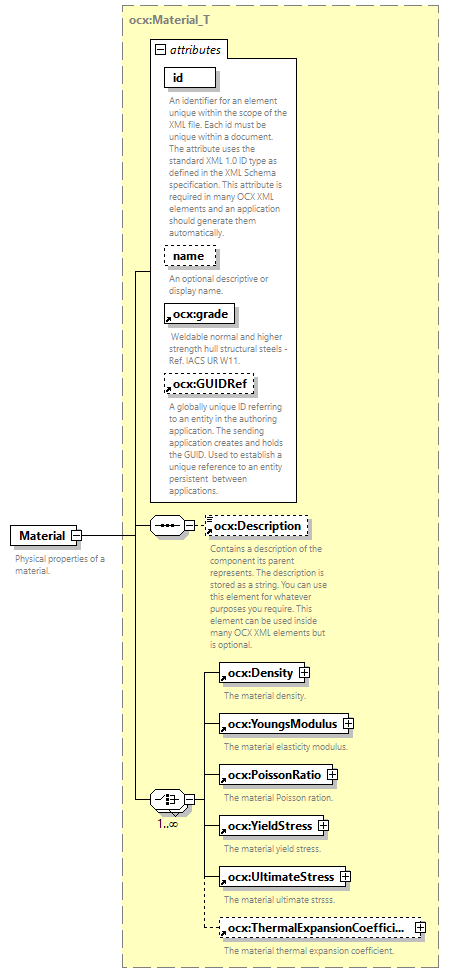 ocx:Material_T
attributes
id
An identifier for an element
unique within the scope of the
XML file. Each id must be
unique within a document.
The attribute uses the
standard XML 1.0 ID type as
defined in the XML Schema
specification. This attribute is
required in many OCX XML
elements and an application
should generate them
automatically.
name
An optional descriptive or
display name.
ocx:grade
Weldable normal and higher
strength hull structural steels -
Ref. IACS UR W11.
ocx:GUIDRef
A globally unique ID referring
to an entity in the authoring
application. The sending
application creates and holds
the GUID. Used to establish a
unique reference to an entity
persistent between
applications.
Material
Physical properties of a
material.
ocx:Description
Contains a description of the
component its parent
represents. The description is
stored as a string. You can use
this element for whatever
purposes you require. This
element can be used inside
many OCX XML elements but
is optional.
ocx:Density
The material density.
ocx:YoungsModulus
The material elasticity modulus.
ocx:PoissonRatio
The material Poisson ration.
1..∞
ocx:YieldStress
The material yield stress.
ocx:UltimateStress
The material ultimate strsss.
ocx:ThermalExpansionCoeffici...
The material thermal expansion coefficient.